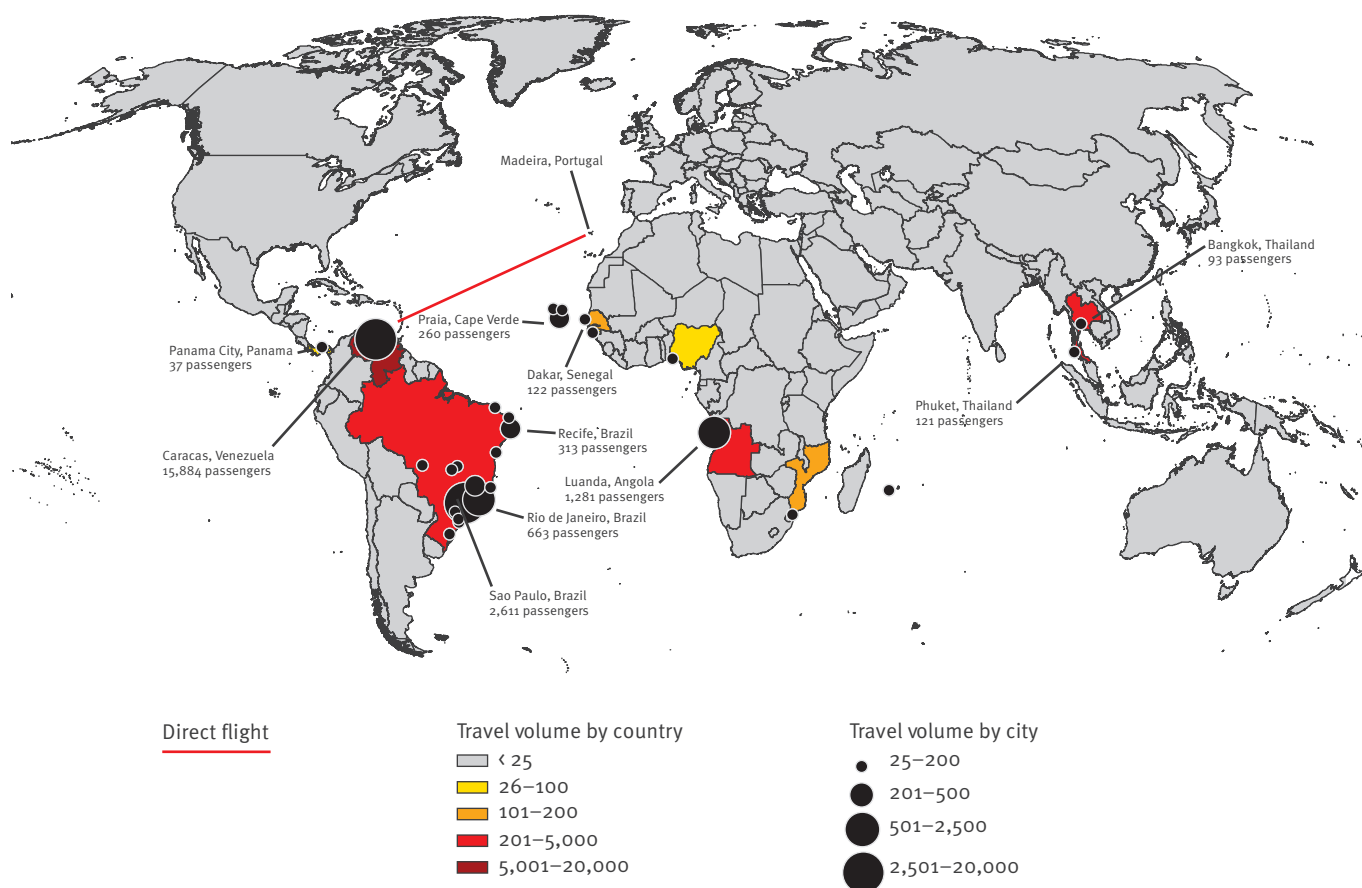 Madeira, Portugal
Bangkok, Thailand
93 passengers
Praia, Cape Verde
260 passengers
Panama City, Panama
37 passengers
Dakar, Senegal
122 passengers
Phuket, Thailand
121 passengers
Recife, Brazil
313 passengers
Caracas, Venezuela
15,884 passengers
Luanda, Angola
1,281 passengers
Rio de Janeiro, Brazil
663 passengers
Sao Paulo, Brazil
2,611 passengers
Direct flight
Travel volume by country
< 25
26–100
101–200
201–5,000
5,001–20,000
Travel volume by city
25–200
201–500
501–2,500
2,501–20,000